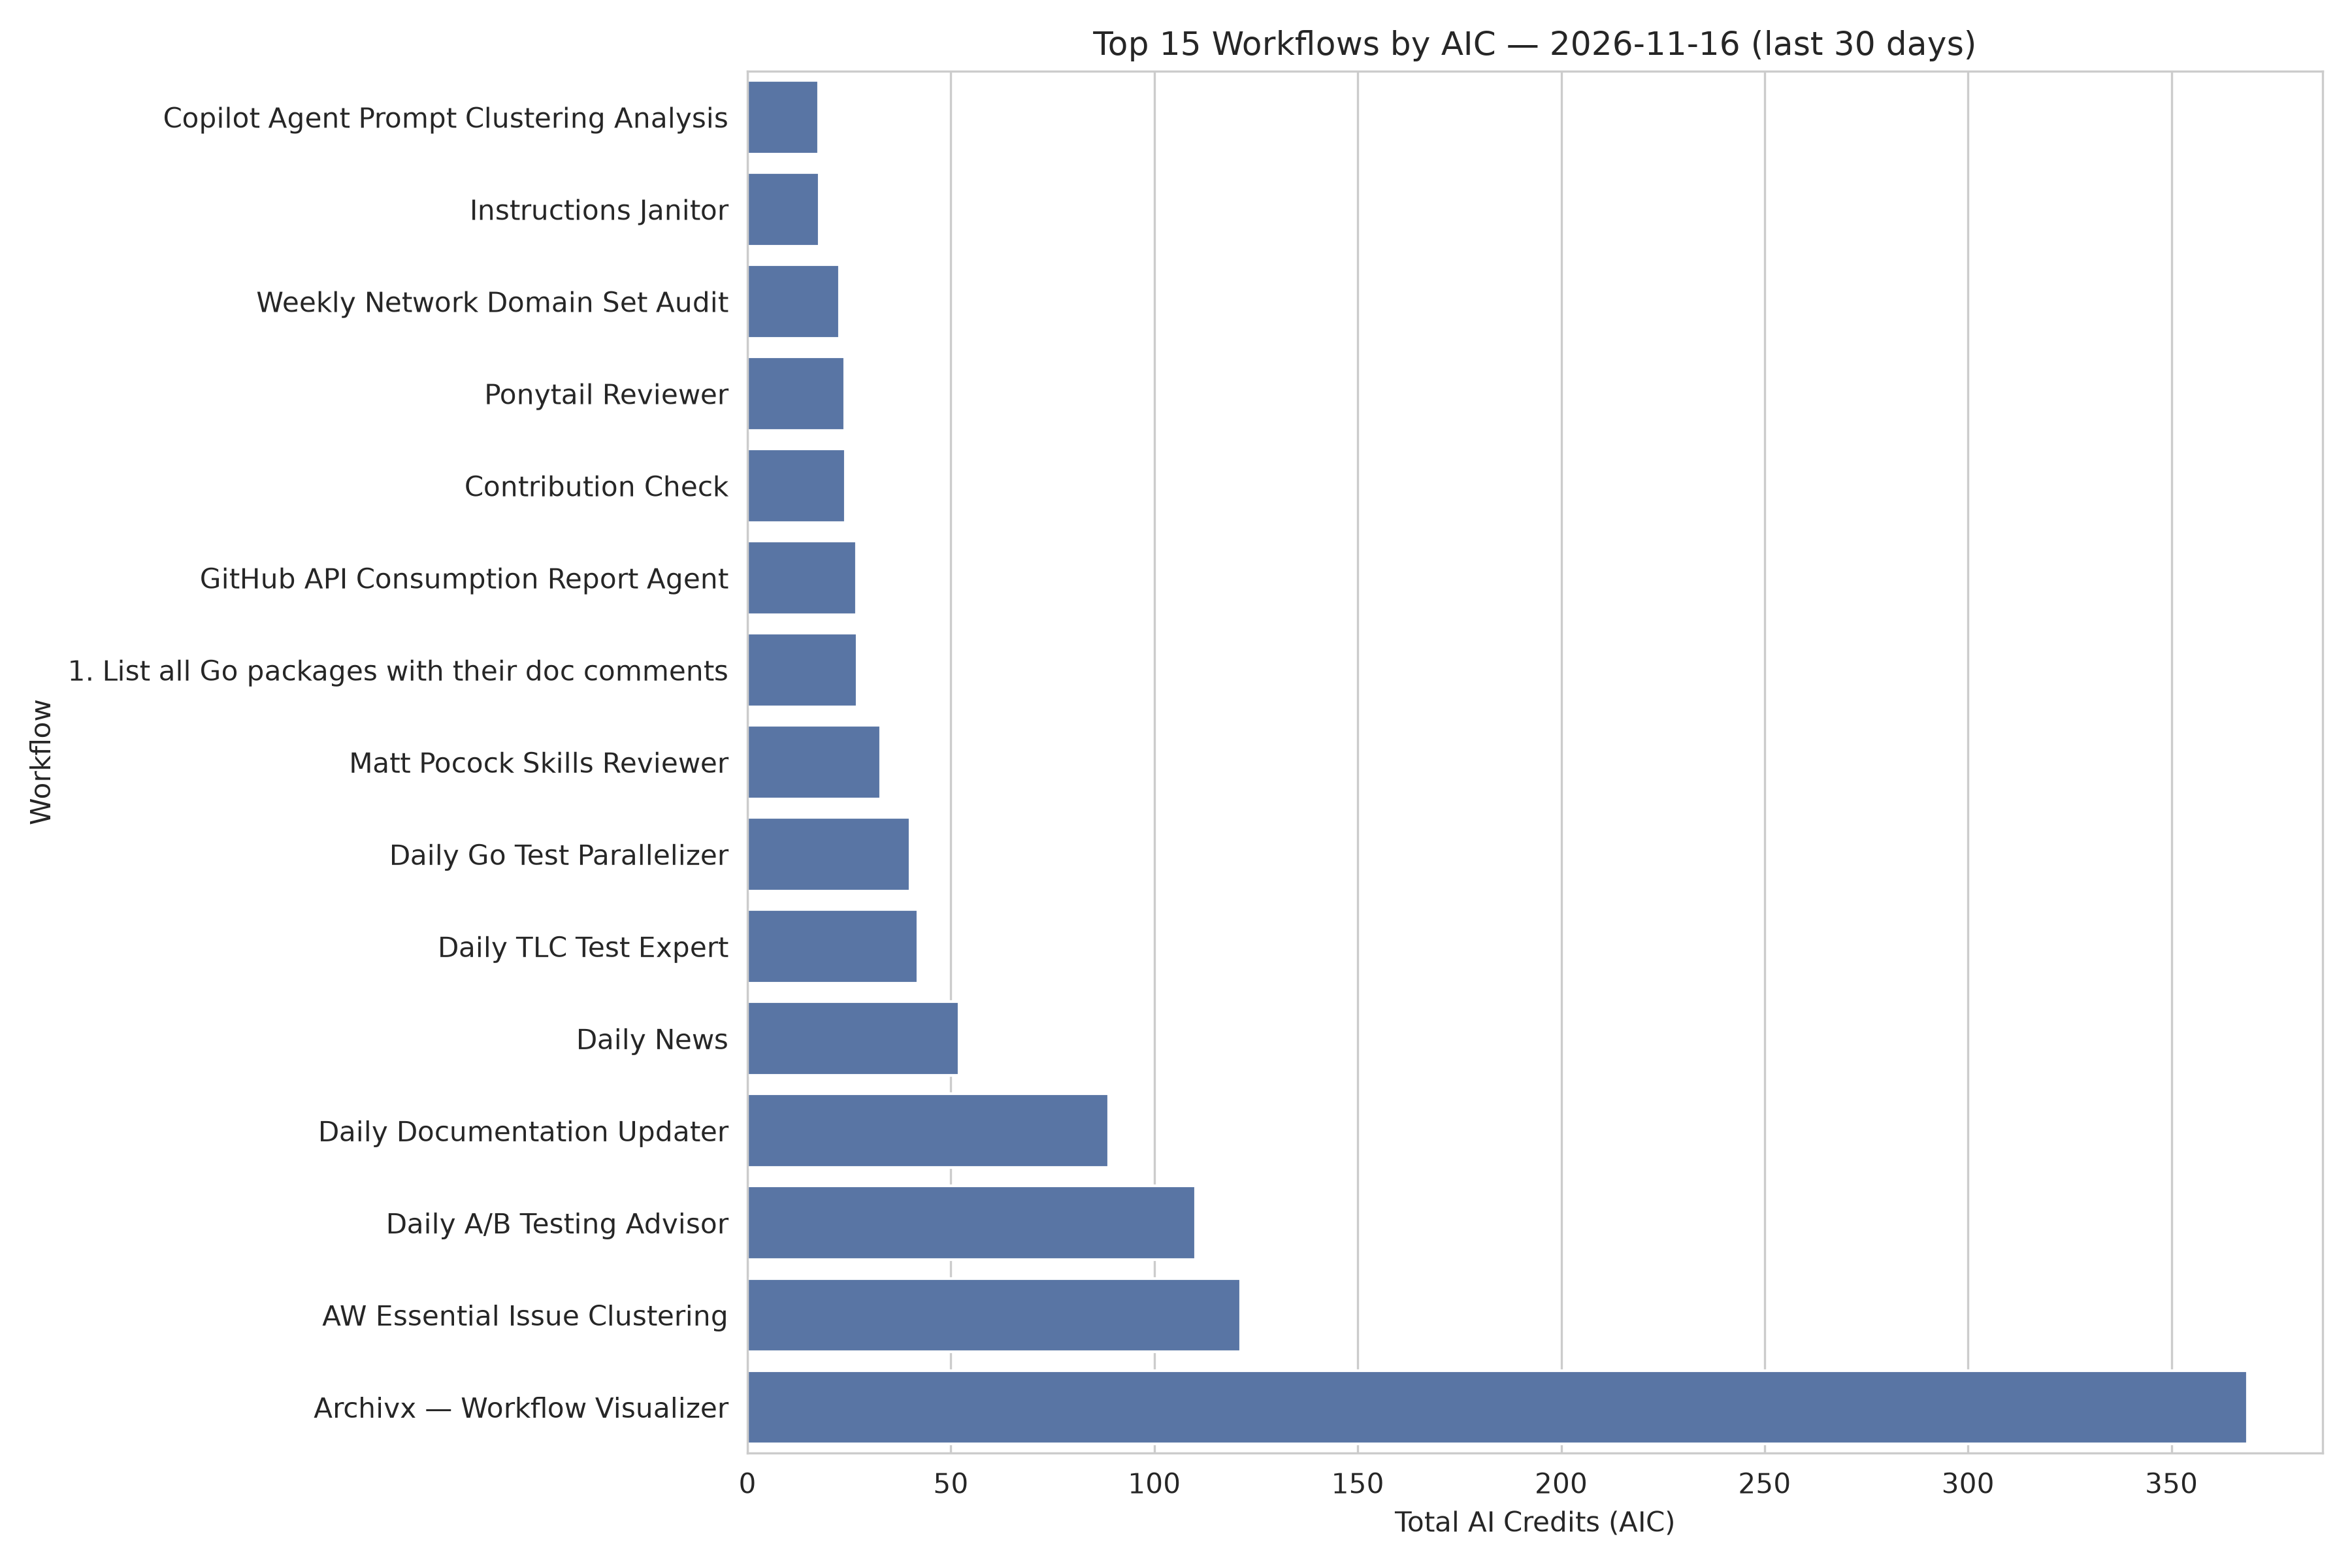 Top 15 Workflows by AIC — 2026-11-16 (last 30 days)
Copilot Agent Prompt Clustering Analysis
Instructions Janitor
Weekly Network Domain Set Audit
Ponytail Reviewer
Contribution Check
GitHub API Consumption Report Agent
1. List all Go packages with their doc comments
Matt Pocock Skills Reviewer
Daily Go Test Parallelizer
Daily TLC Test Expert
Daily News
Daily Documentation Updater
Daily A/B Testing Advisor
AW Essential Issue Clustering
Archivx — Workflow Visualizer
Workflow
0 50 100 150 200 250 300 350
Total AI Credits (AIC)